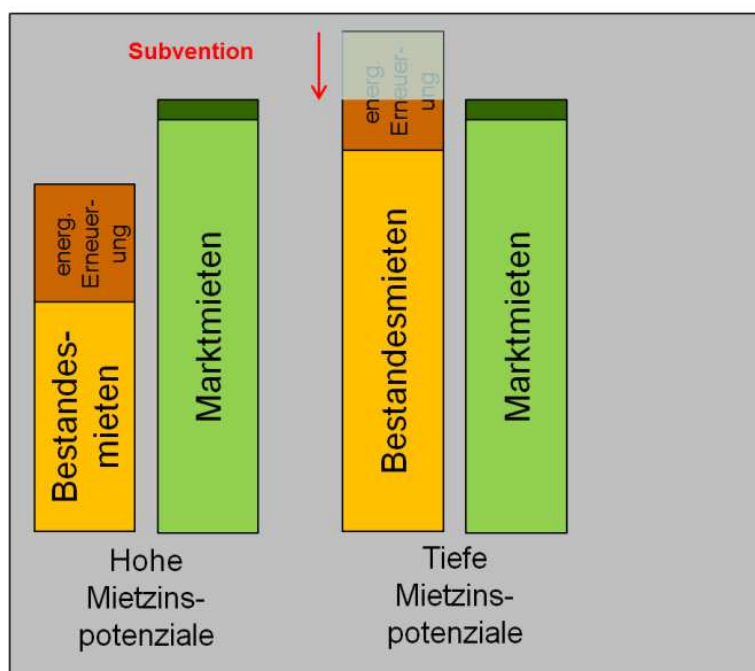 Subvention
energ.
Erneuer-
ung
Bestandes-
mieten
Marktmieten
energ.
Erneuer-
ung
Bestandesmieten
Marktmieten
Hohe
Mietzins-
potenziale
Tiefe
Mietzins-
potenziale